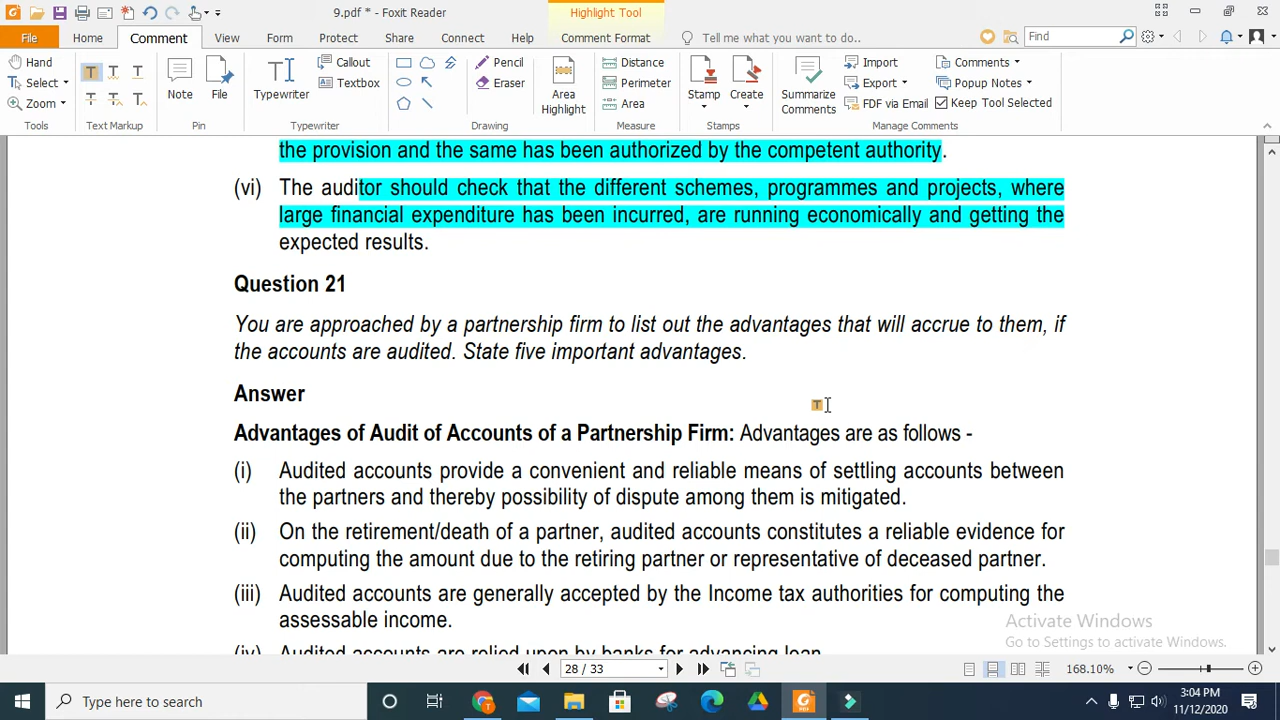 9.pdf * - Foxit Reader
Highlight Tool
File Home Comment View Form Protect Share Connect Help Comment Format Tell me what you want to do.. Find
Hand
Select
Zoom
Tools
Text Markup
Note
File
Pin
Typewriter
Callout
Textbox
Typewriter
Pencil
Eraser
Drawing
Area
Highlight
Distance
Perimeter
Area
Measure
Stamp
Create
Stamps
Summarize
Comments
Import
Export
FDF via Email
Comments
Popup Notes
Keep Tool Selected
Manage Comments
the provision and the same has been authorized by the competent authority.
(vi) The auditor should check that the different schemes, programmes and projects, where
large financial expenditure has been incurred, are running economically and getting the
expected results.
Question 21
You are approached by a partnership firm to list out the advantages that will accrue to them, if
the accounts are audited. State five important advantages.
Answer
Advantages of Audit of Accounts of a Partnership Firm: Advantages are as follows -
(i) Audited accounts provide a convenient and reliable means of settling accounts between
the partners and thereby possibility of dispute among them is mitigated.
(ii) On the retirement/death of a partner, audited accounts constitutes a reliable evidence for
computing the amount due to the retiring partner or representative of deceased partner.
(iii) Audited accounts are generally accepted by the Income tax authorities for computing the
assessable income.
(iv) Audited accounts are relied upon by banks for advancing loan
Activate Windows
Go to Settings to activate Windows.
28 / 33
168.10%
Type here to search
3:04 PM
11/12/2020